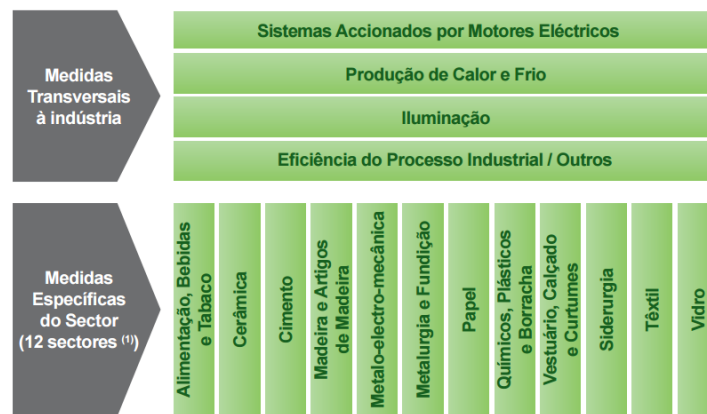 Medidas
Transversais
à indústria
Sistemas Accionados por Motores Eléctricos
Produção de Calor e Frio
Iluminação
Eficiência do Processo Industrial / Outros
Medidas
Específicas
do Sector
(12 sectores (1))
Alimentação, Bebidas
e Tabaco
Cerâmica
Cimento
Madeira e Artigos
de Madeira
Metalo-electro-mecânica
Metalurgia e Fundição
Papel
Químicos, Plásticos
e Borracha
Vestuário, Calçado
e Curtumes
Siderurgia
Têxtil
Vidro